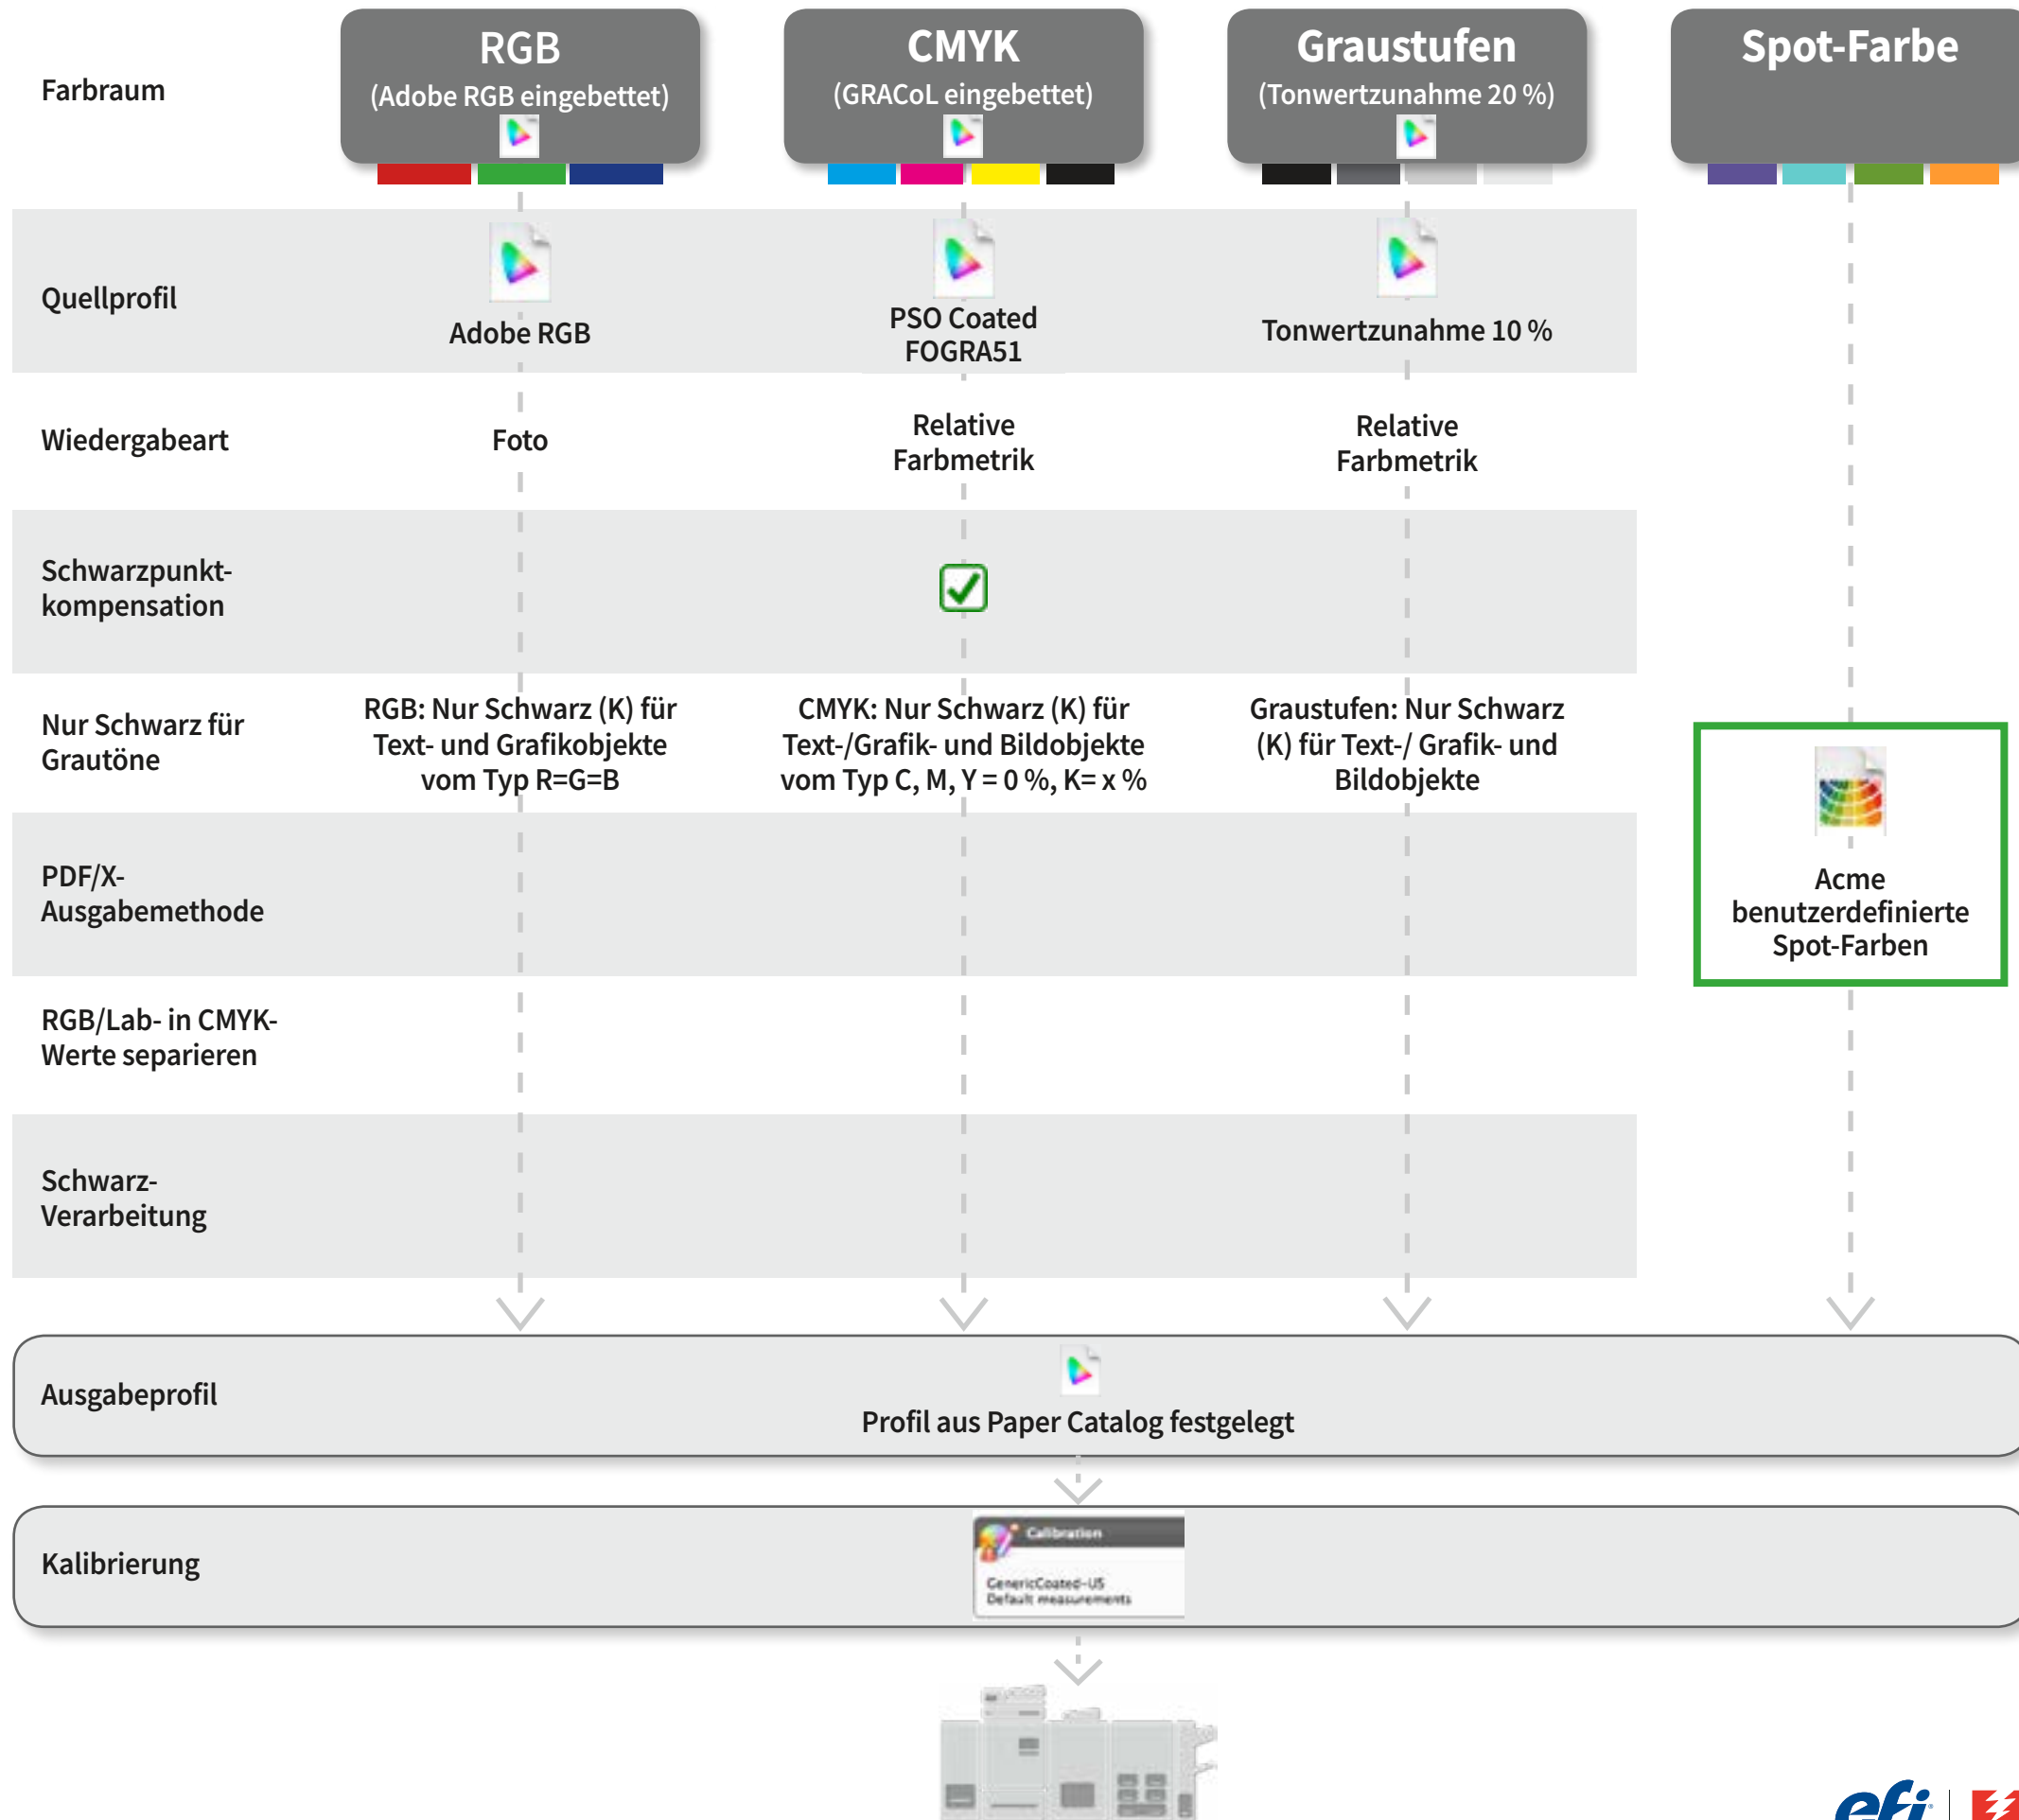 Farbraum
RGB
(Adobe RGB eingebettet)
CMYK
(GRACoL eingebettet)
Graustufen
(Tonwertzunahme 20 %)
Spot-Farbe
Quellprofil
Adobe RGB
PSO Coated
FOGRA51
Tonwertzunahme 10 %
Wiedergabeart
Foto
Relative
Farbmetrik
Relative
Farbmetrik
Schwarzpunkt-
kompensation
Nur Schwarz für
Grautöne
RGB: Nur Schwarz (K) für
Text- und Grafikobjekte
vom Typ R=G=B
CMYK: Nur Schwarz (K) für
Text-/Grafik- und Bildobjekte
vom Typ C, M, Y = 0 %, K= x %
Graustufen: Nur Schwarz
(K) für Text-/ Grafik- und
Bildobjekte
PDF/X-
Ausgabemethode
Acme
benutzerdefinierte
Spot-Farben
RGB/Lab- in CMYK-
Werte separieren
Schwarz-
Verarbeitung
Ausgabeprofil
Profil aus Paper Catalog festgelegt
Kalibrierung
Calibration
GenericCoated-US
Default measurements
efi